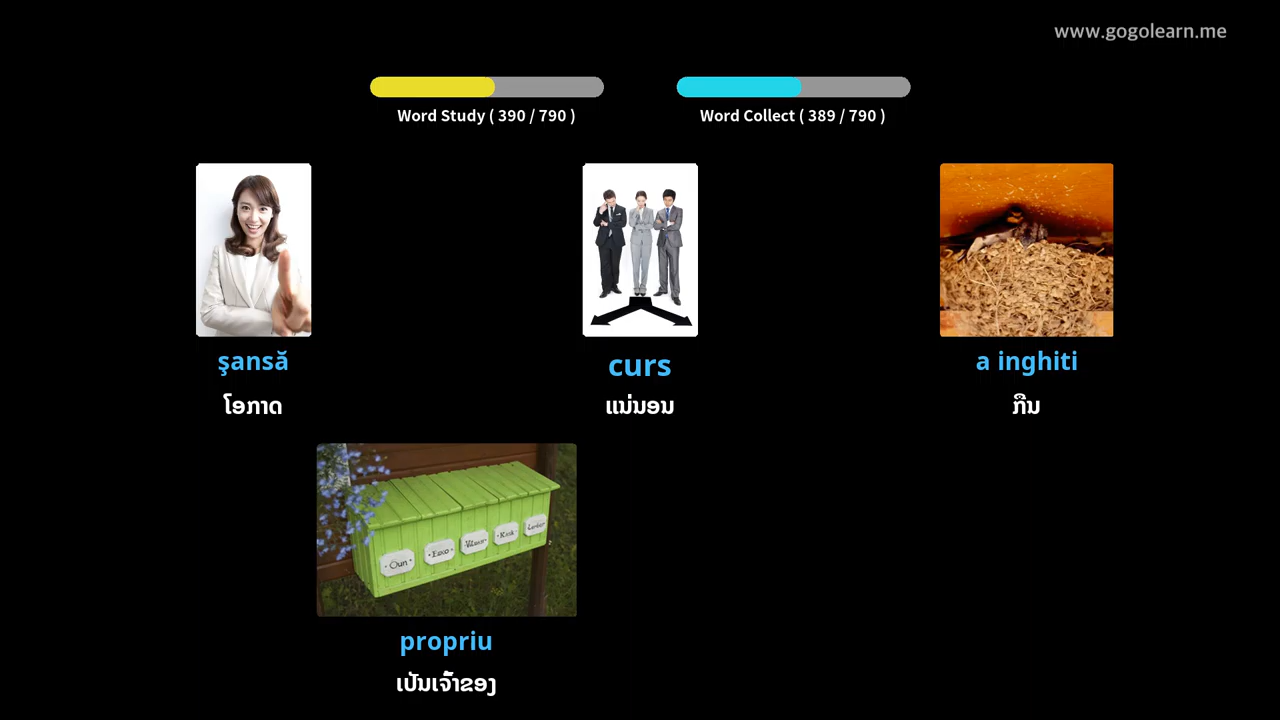 www.gogolearn.me
Word Study ( 390 / 790 )
Word Collect ( 389 / 790 )
şansă
ໂອກາດ
curs
ແນ່ນອນ
a inghiti
ກືນ
propriu
ເປັນເຈົ້າຂອງ